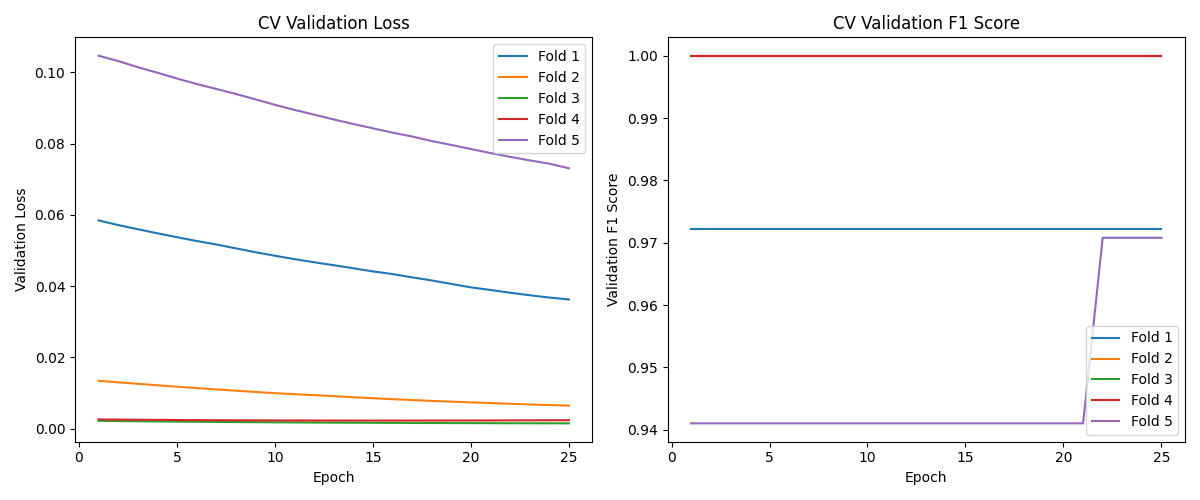 CV Validation Loss
Validation Loss
0.10
0.08
0.06
0.04
0.02
0.00
0
5
10
15
20
25
Epoch
Fold 1
Fold 2
Fold 3
Fold 4
Fold 5
CV Validation F1 Score
Validation F1 Score
1.00
0.99
0.98
0.97
0.96
0.95
0.94
0
5
10
15
20
25
Epoch
Fold 1
Fold 2
Fold 3
Fold 4
Fold 5